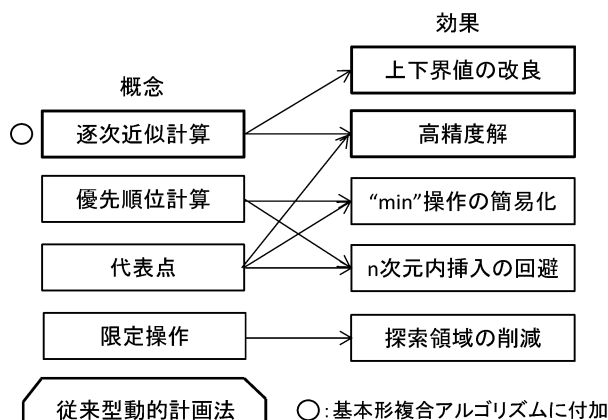 効果
概念
上下界値の改良
○ 逐次近似計算
高精度解
優先順位計算
“min”操作の簡易化
代表点
n次元内挿入の回避
限定操作
探索領域の削減
従来型動的計画法
○:基本形複合アルゴリズムに付加